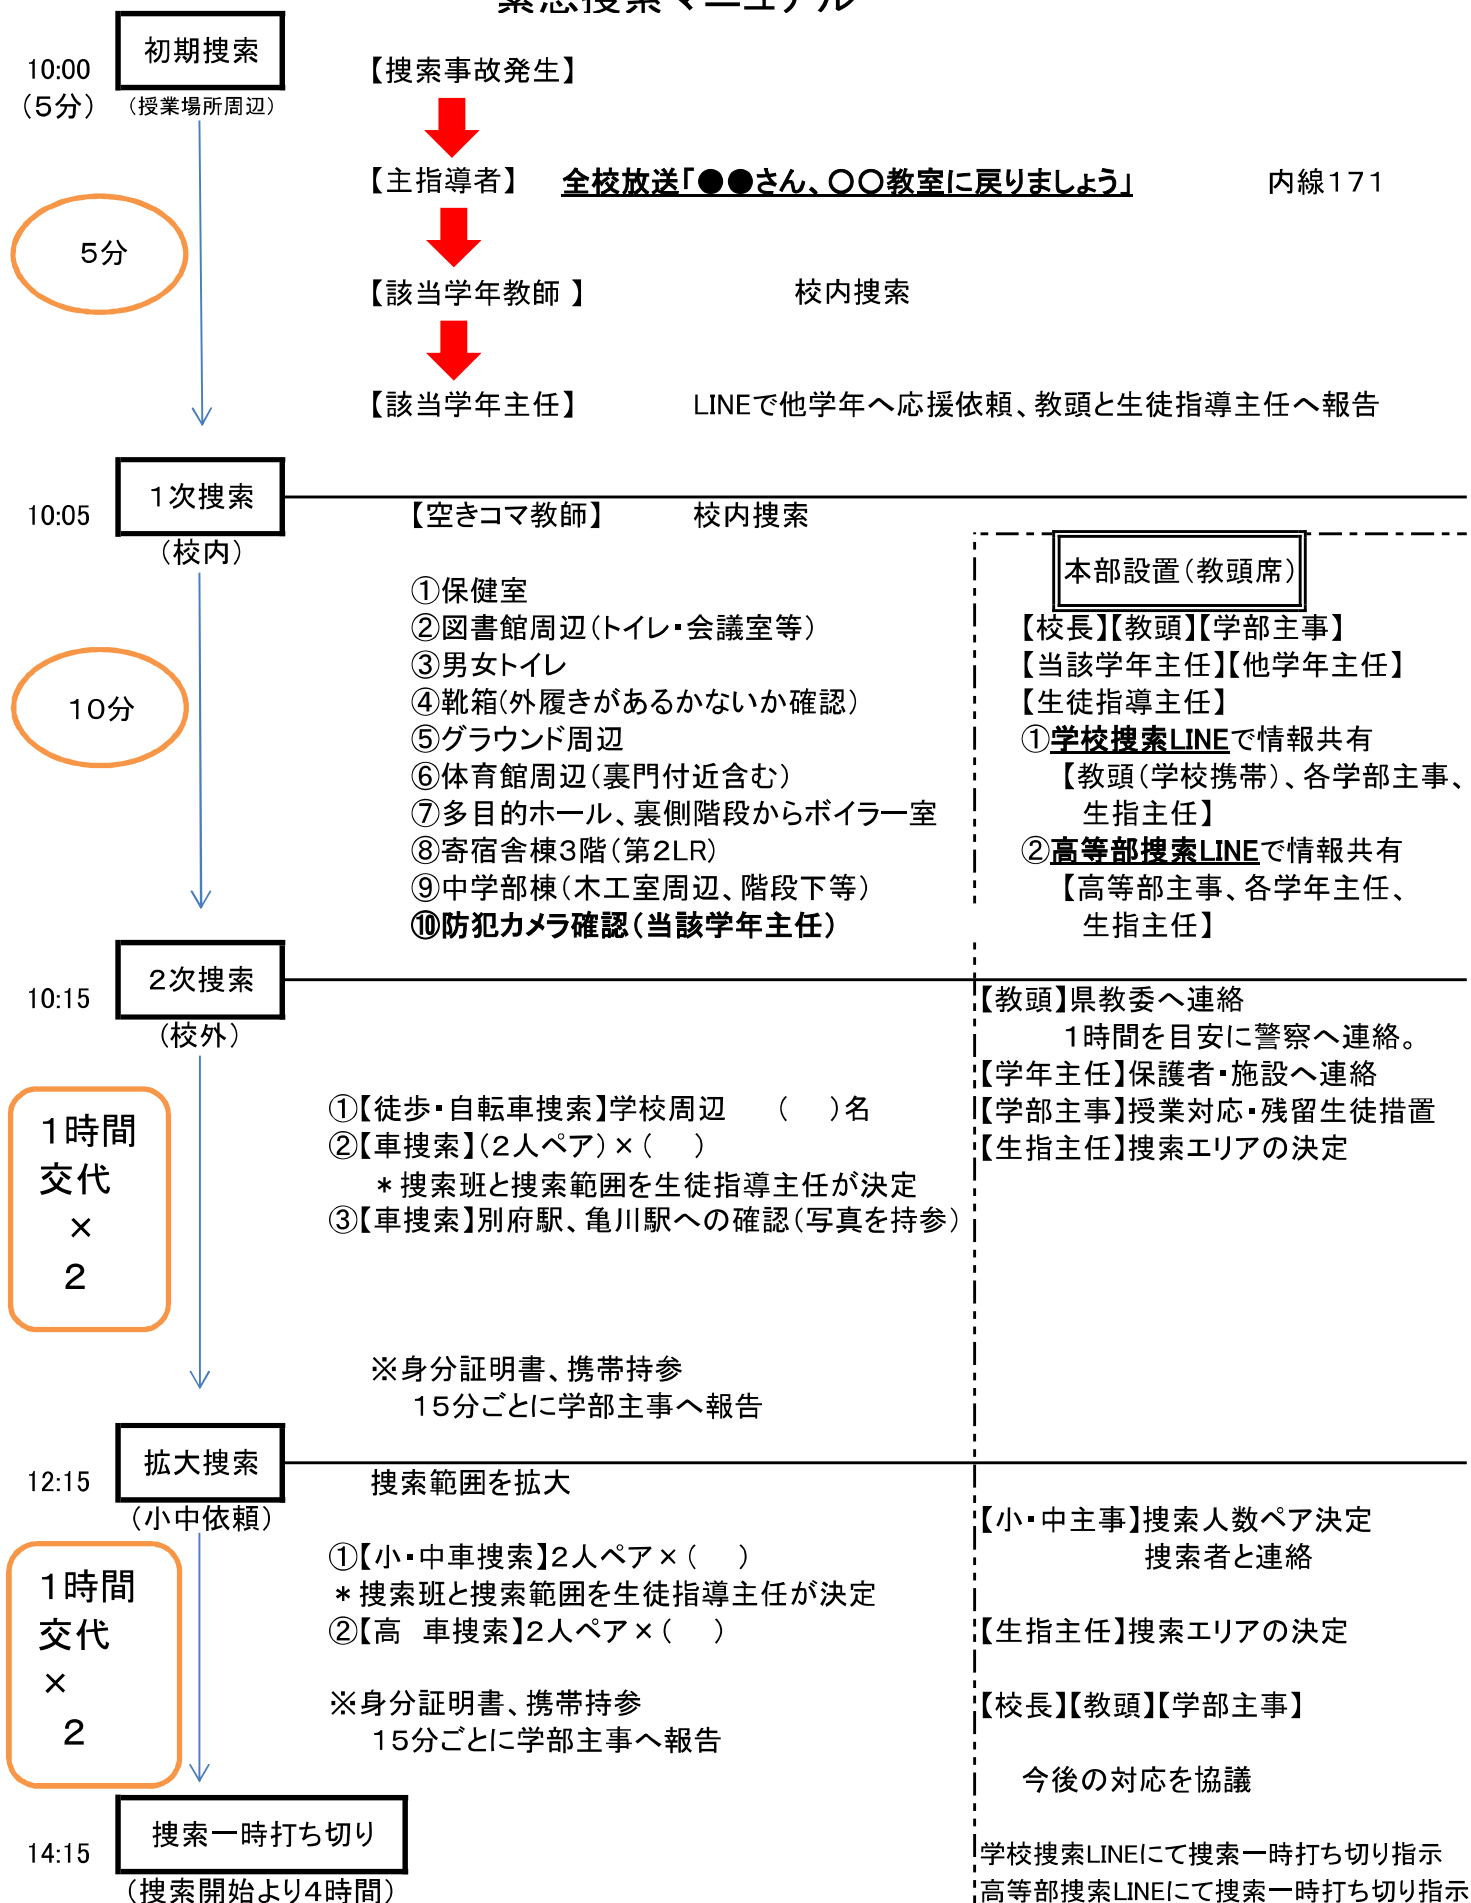 緊急捜索マニュアル
初期捜索
10:00
（5分）
（授業場所周辺）
【捜索事故発生】
【主指導者】　全校放送「●●さん、〇〇教室に戻りましょう」　内線171
5分
【該当学年教師 】　校内捜索
【該当学年主任】　LINEで他学年へ応援依頼、教頭と生徒指導主任へ報告
1次捜索
10:05
（校内）
【空きコマ教師】　校内捜索
10分
①保健室
②図書館周辺（トイレ・会議室等）
③男女トイレ
④靴箱（外履きがあるかないか確認）
⑤グラウンド周辺
⑥体育館周辺（裏門付近含む）
⑦多目的ホール、裏側階段からボイラー室
⑧寄宿舎棟3階（第2LR）
⑨中学部棟（木工室周辺、階段下等）
⑩防犯カメラ確認（当該学年主任）
本部設置（教頭席）
【校長】【教頭】【学部主事】
【当該学年主任】【他学年主任】
【生徒指導主任】
①学校捜索LINEで情報共有
【教頭（学校携帯）、各学部主事、
生指主任】
②高等部捜索LINEで情報共有
【高等部主事、各学年主任、
生指主任】
2次捜索
10:15
（校外）
1時間
交代
×
2
①【徒歩・自転車捜索】学校周辺　（　）名
②【車捜索】（2人ペア）×（　）
＊捜索班と捜索範囲を生徒指導主任が決定
③【車捜索】別府駅、亀川駅への確認（写真を持参）
※身分証明書、携帯持参
15分ごとに学部主事へ報告
【教頭】県教委へ連絡
1時間を目安に警察へ連絡。
【学年主任】保護者・施設へ連絡
【学部主事】授業対応・残留生徒措置
【生指主任】捜索エリアの決定
拡大捜索
12:15
（小中依頼）
1時間
交代
×
2
捜索範囲を拡大
①【小・中車捜索】2人ペア×（　）
＊捜索班と捜索範囲を生徒指導主任が決定
②【高　車捜索】2人ペア×（　）
※身分証明書、携帯持参
15分ごとに学部主事へ報告
【小・中主事】捜索人数ペア決定
捜索者と連絡
【生指主任】捜索エリアの決定
【校長】【教頭】【学部主事】
今後の対応を協議
捜索一時打ち切り
14:15
（捜索開始より4時間）
学校捜索LINEにて捜索一時打ち切り指示
高等部捜索LINEにて捜索一時打ち切り指示